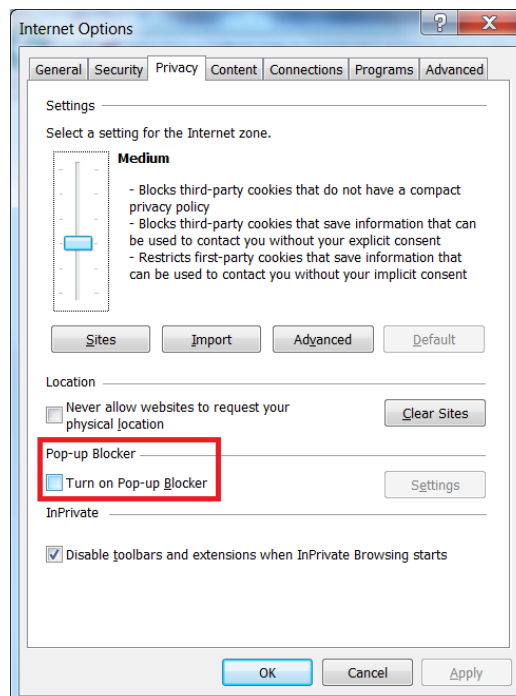 Internet Options
General Security Privacy Content Connections Programs Advanced
Settings
Select a setting for the Internet zone.
Medium
- Blocks third-party cookies that do not have a compact
privacy policy
- Blocks third-party cookies that save information that can
be used to contact you without your explicit consent
- Restricts first-party cookies that save information that
can be used to contact you without your implicit consent
Sites Import Advanced Default
Location
Never allow websites to request your
physical location
Clear Sites
Pop-up Blocker
Turn on Pop-up Blocker Settings
InPrivate
Disable toolbars and extensions when InPrivate Browsing starts
OK Cancel Apply